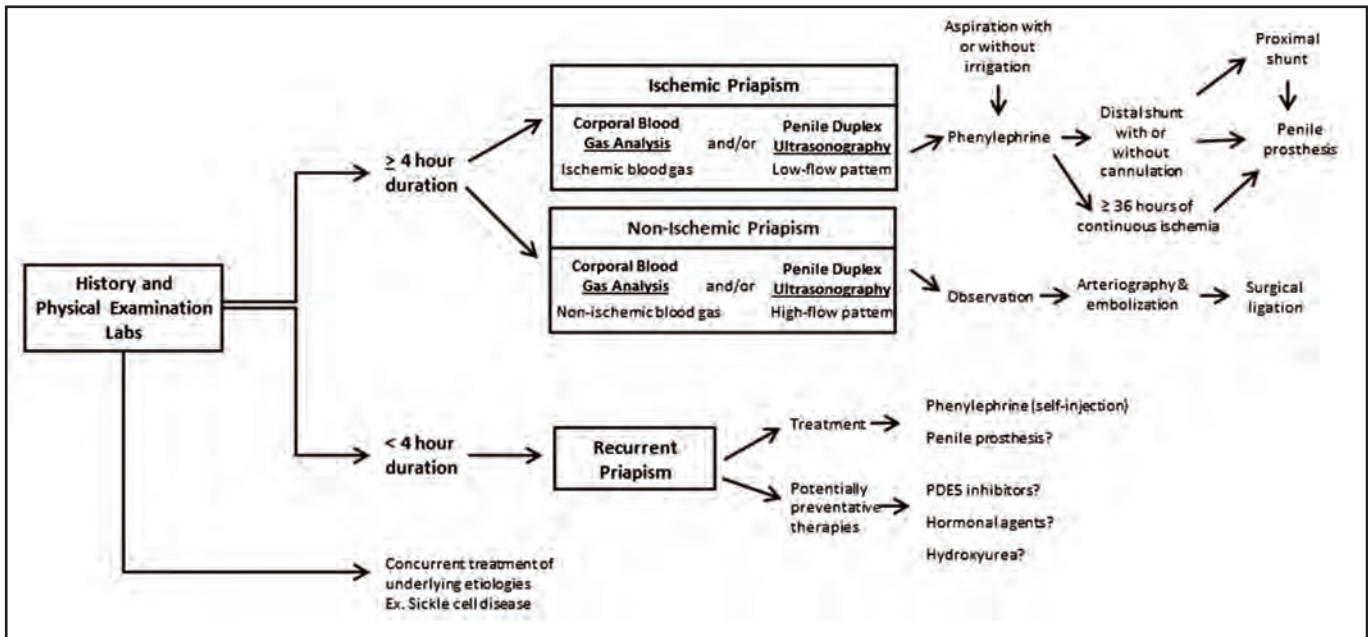 History and
Physical Examination
Labs
≥ 4 hour
duration
Ischemic Priapism
Corporal Blood
Gas Analysis
and/or
Penile Duplex
Ultrasonography
Ischemic blood gas
Low-flow pattern
Aspiration with
or without
irrigation
Phenylephrine
Distal shunt
with or
without
cannulation
≥ 36 hours of
continuous ischemia
Proximal
shunt
Penile
prosthesis
Non-Ischemic Priapism
Corporal Blood
Gas Analysis
and/or
Penile Duplex
Ultrasonography
Non-ischemic blood gas
High-flow pattern
Observation
Arteriography &
embolization
Surgical
ligation
< 4 hour
duration
Recurrent
Priapism
Treatment
Phenylephrine (self-injection)
Penile prosthesis?
Potentially
preventative
therapies
PDE5 inhibitors?
Hormonal agents?
Hydroxyurea?
Concurrent treatment of
underlying etiologies
Ex. Sickle cell disease